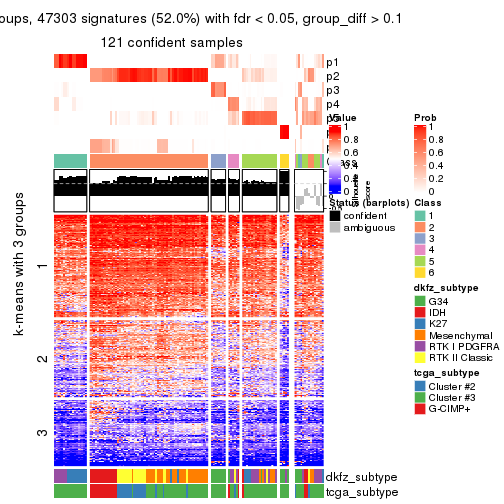 oups, 47303 signatures (52.0%) with fdr < 0.05, group_diff > 0.1
121 confident samples
p1
p2
p3
p4
Value
1
0.8
0.6
0.4
0.2
0
Prob
1
0.8
0.6
0.4
0.2
0
Status (barplots)
confident
ambiguous
Class
1
2
3
4
5
6
k-means with 3 groups
1
2
3
dkfz_subtype
G34
IDH
K27
Mesenchymal
RTK I PDGFRA
RTK II Classic
tcga_subtype
Cluster #2
Cluster #3
G-CIMP+
dkfz_subtype
tcga_subtype